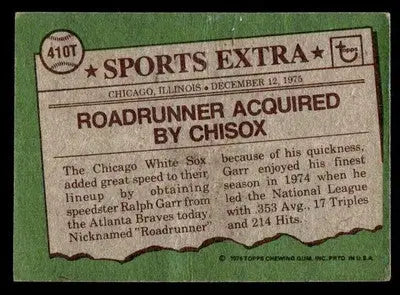 410T
★ SPORTS EXTRA ★
topps
CHICAGO, ILLINOIS • DECEMBER 12, 1975
ROADRUNNER ACQUIRED
BY CHISOX
The Chicago White Sox
added great speed to their
lineup by obtaining
speedster Ralph Garr from
the Atlanta Braves today.
Nicknamed "Roadrunner"
because of his quickness,
Garr enjoyed his finest
season in 1974 when he
led the National League
with .353 Avg., 17 Triples
and 214 Hits.
© 1976 TOPPS CHEWING GUM, INC. PRTD. IN U.S.A.